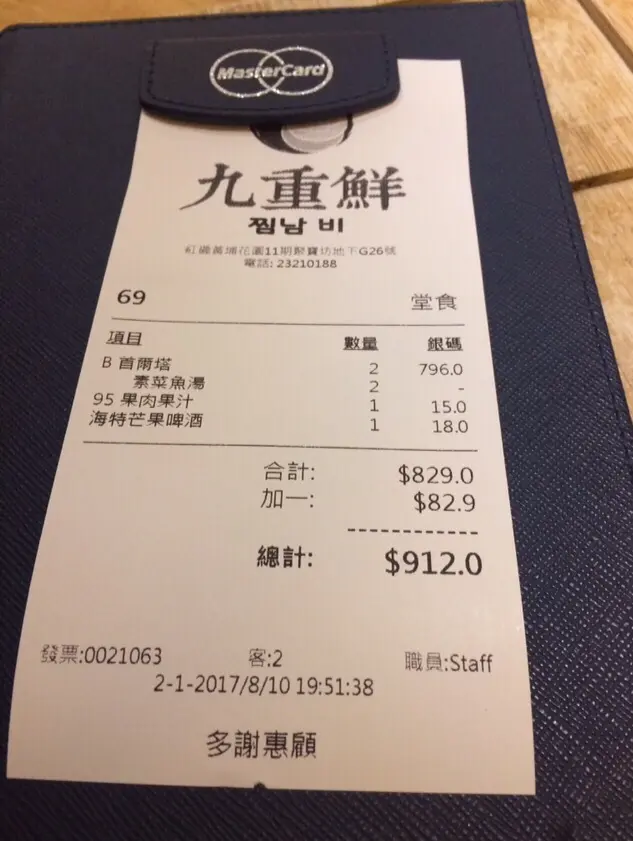 MasterCard
九重鮮
찜남 비
紅磡黃埔花園11期聚寶坊地下G26號
電話: 23210188
69 堂食
項目 數量 銀碼
B 首爾塔 2 796.0
素菜魚湯 2 -
95 果肉果汁 1 15.0
海特芒果啤酒 1 18.0
合計: $829.0
加一: $82.9
------------
總計: $912.0
發票:0021063 客:2 職員:Staff
2-1-2017/8/10 19:51:38
多謝惠顧